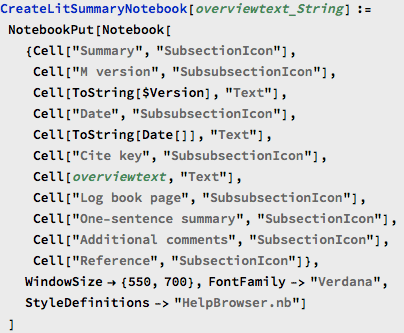 CreateLitSummaryNotebook[overviewtext_String] :=
NotebookPut[Notebook[
{Cell["Summary", "SubsectionIcon"],
Cell["M version", "SubsubsectionIcon"],
Cell[ToString[$Version], "Text"],
Cell["Date", "SubsubsectionIcon"],
Cell[ToString[Date[]], "Text"],
Cell["Cite key", "SubsubsectionIcon"],
Cell[overviewtext, "Text"],
Cell["Log book page", "SubsubsectionIcon"],
Cell["One-sentence summary", "SubsectionIcon"],
Cell["Additional comments", "SubsectionIcon"],
Cell["Reference", "SubsectionIcon"]},
WindowSize → {550, 700}, FontFamily -> "Verdana",
StyleDefinitions -> "HelpBrowser.nb"]
]